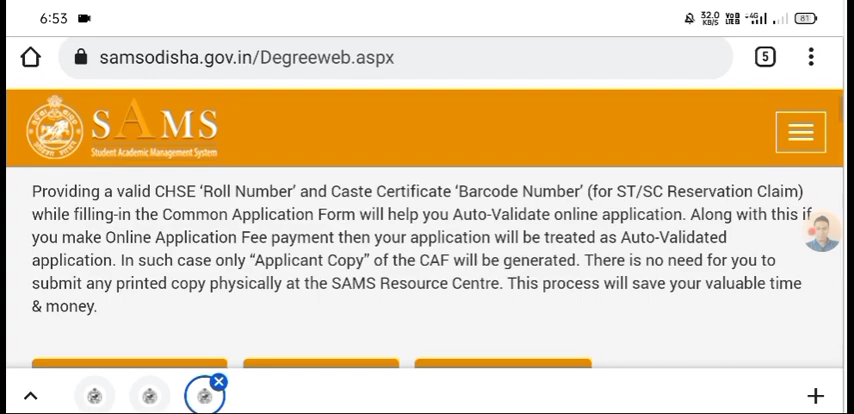 6:53
32.0 KB/S
4G
81
samsodisha.gov.in/Degreeweb.aspx
5
SAMS
Student Academic Management System
Providing a valid CHSE ‘Roll Number’ and Caste Certificate ‘Barcode Number’ (for ST/SC Reservation Claim)
while filling-in the Common Application Form will help you Auto-Validate online application. Along with this if
you make Online Application Fee payment then your application will be treated as Auto-Validated
application. In such case only “Applicant Copy” of the CAF will be generated. There is no need for you to
submit any printed copy physically at the SAMS Resource Centre. This process will save your valuable time
& money.